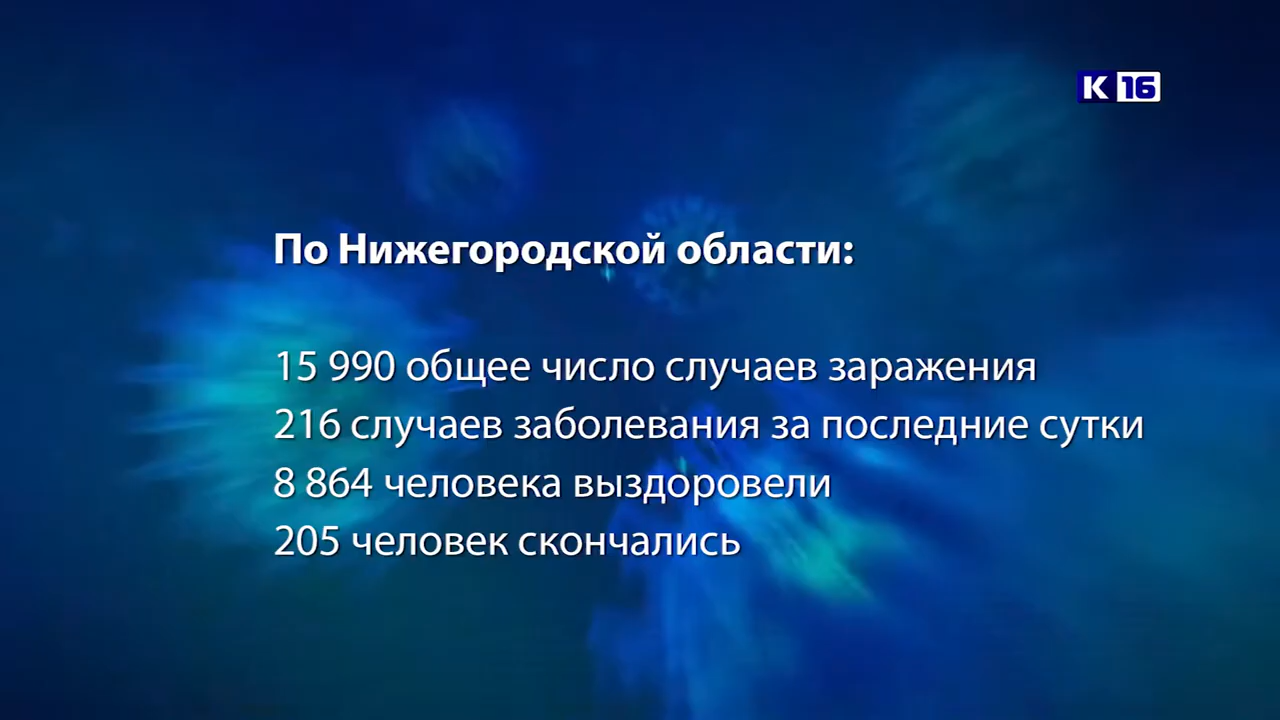 К 16
По Нижегородской области:
15 990 общее число случаев заражения
216 случаев заболевания за последние сутки
8 864 человека выздоровели
205 человек скончались